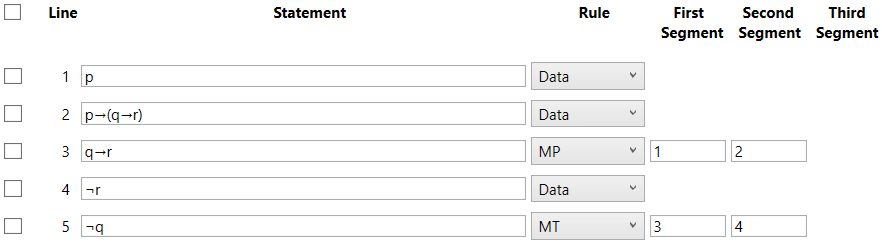 Line Statement Rule First Segment Second Segment Third Segment
1 p Data
2 p→(q→r) Data
3 q→r MP 1 2
4 ¬r Data
5 ¬q MT 3 4